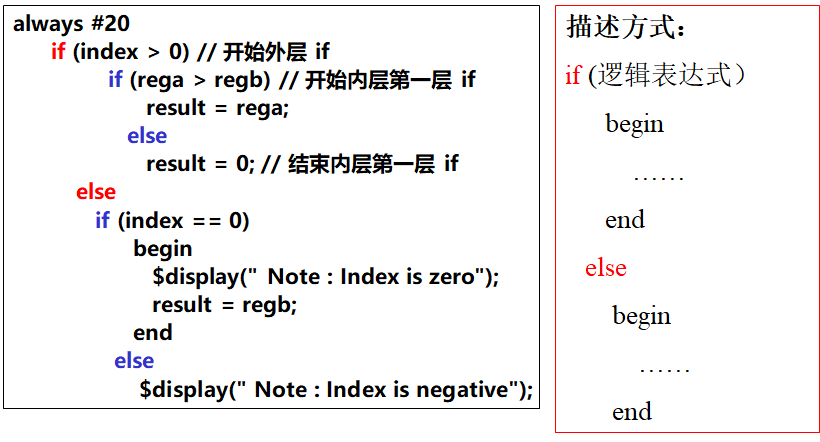 always #20
if (index > 0) // 开始外层 if
if (rega > regb) // 开始内层第一层 if
result = rega;
else
result = 0; // 结束内层第一层 if
else
if (index == 0)
begin
$display(" Note : Index is zero");
result = regb;
end
else
$display(" Note : Index is negative");
描述方式：
if (逻辑表达式）
begin
……
end
else
begin
……
end